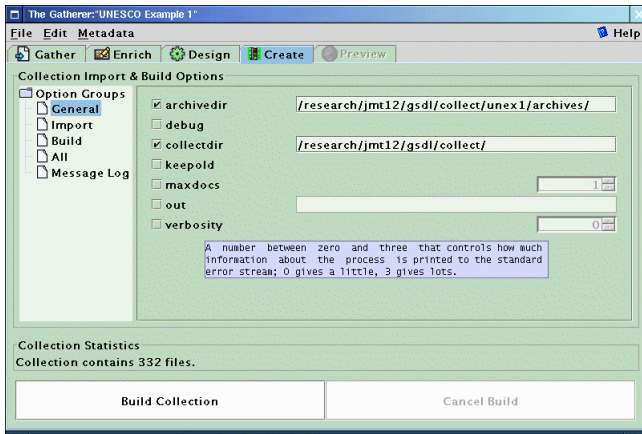 The Gatherer:"UNESCO Example 1"
File Edit Metadata Help
Gather Enrich Design Create Preview
Collection Import & Build Options
Option Groups
General
Import
Build
All
Message Log
archivedir /research/jmt12/gsdl/collect/unex1/archives/
debug
collectdir /research/jmt12/gsdl/collect/
keepold
maxdocs 1
out
verbosity 0
A number between zero and three that controls how much
information about the process is printed to the standard
error stream; 0 gives a little, 3 gives lots.
Collection Statistics
Collection contains 332 files.
Build Collection Cancel Build